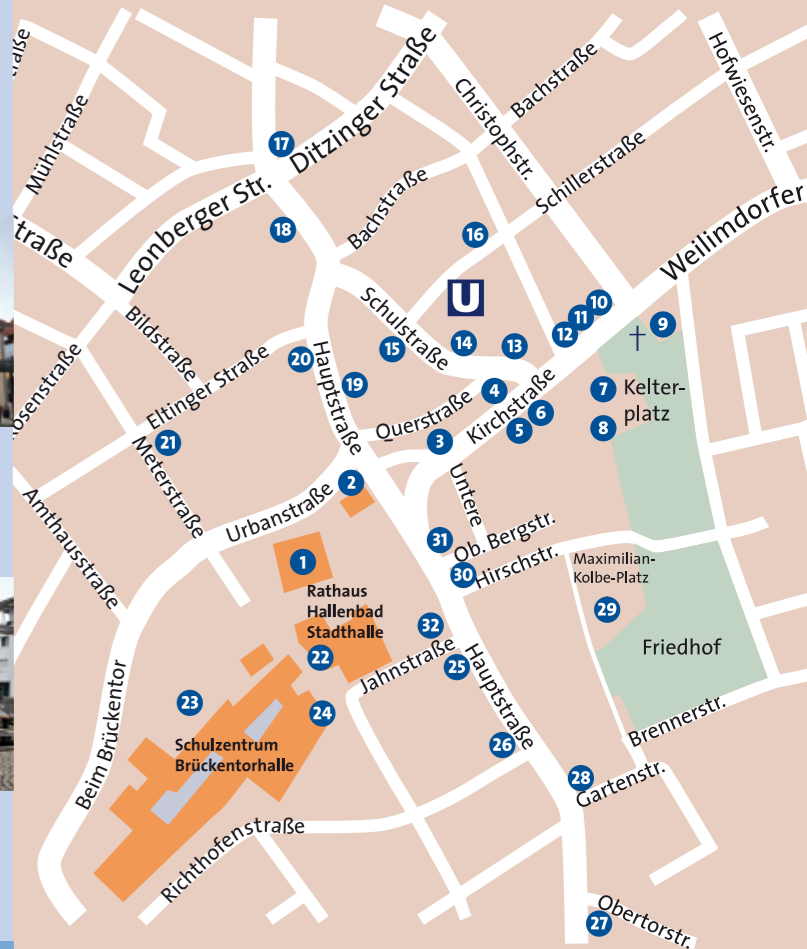 raße
Mühlstraße
17
Ditzinger Straße
Christophstr.
Bachstraße
Hofwiesenstr.
Schillerstraße
traße
Leonberger Str.
18
Bachstraße
16
Weilimdorfer
U
10
11
12
9
Bildstraße
Schulstraße
15
14
13
20
Hauptstraße
19
4
7 Kelter-
platz
8
osenstraße
Eltinger Straße
21
Querstraße
3
Kirchstraße
5
6
Meterstraße
2
Urbanstraße
Untere
Amthausstraße
31
Ob. Bergstr.
30
Hirschstr.
1
Rathaus
Hallenbad
Stadthalle
Maximilian-
Kolbe-Platz
29
32
22
Jahnstraße
25
Hauptstraße
Friedhof
23
24
Beim Brückentor
Schulzentrum
Brückentorhalle
26
Brennerstr.
28
Gartenstr.
Richthofenstraße
27
Obertorstr.